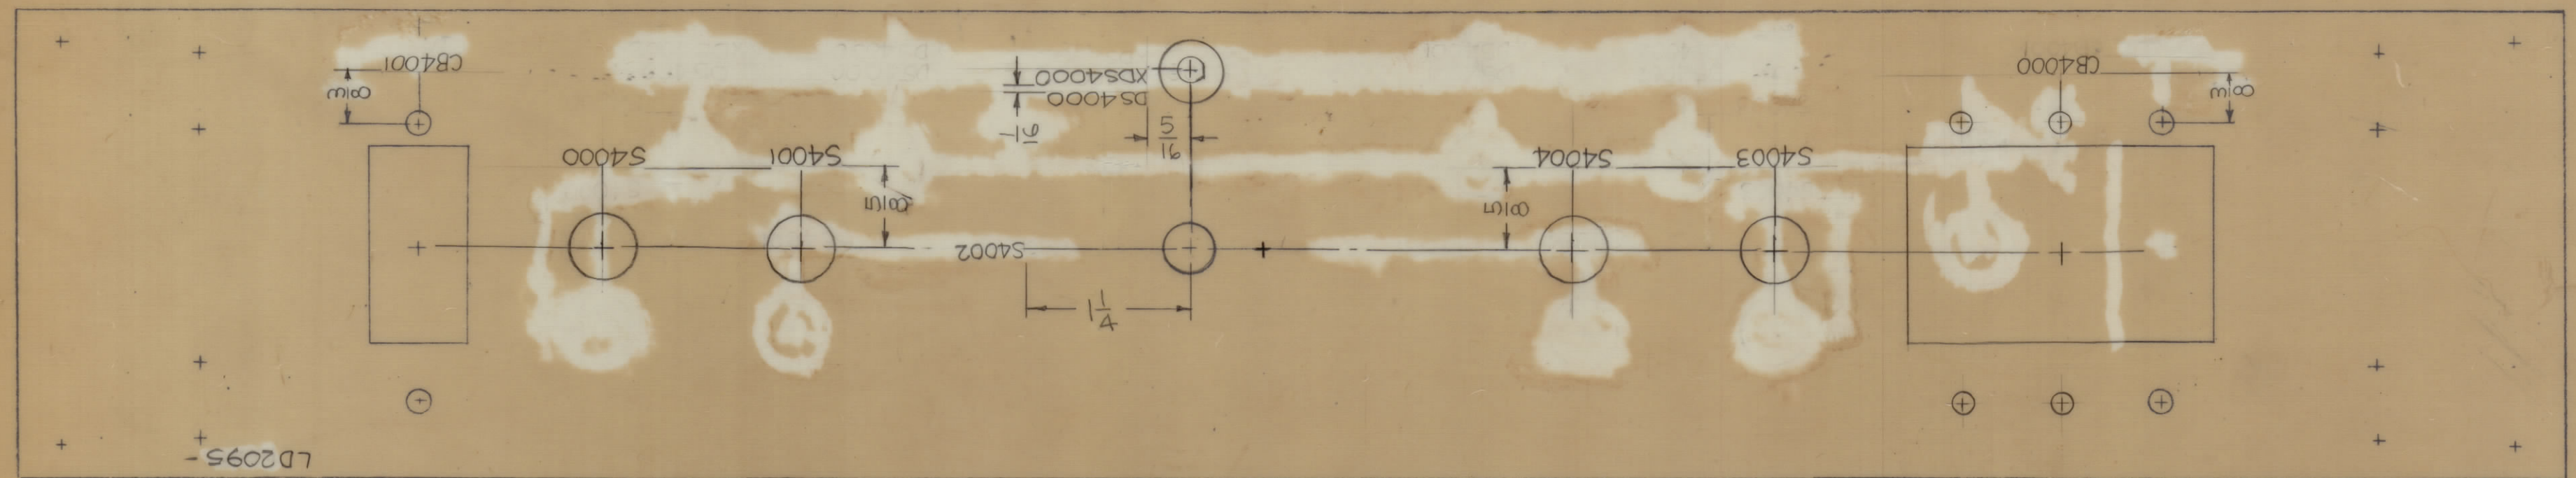 CB4001
3/8
XDS4000
DS4000
1/16
5/16
CB4000
3/8
S4000
S4001
5/8
S4004
S4003
5/8
S4002
1 1/4
LD2095-